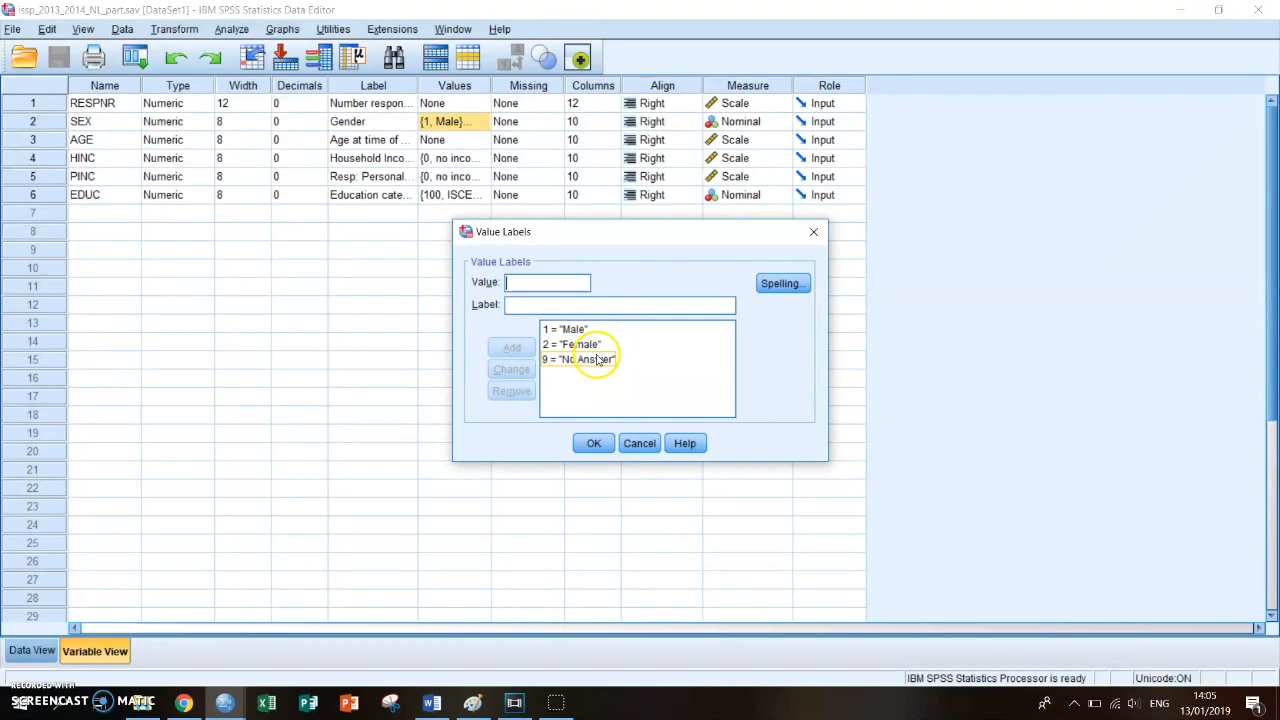 issp_2013_2014_NL_part.sav [DataSet1] - IBM SPSS Statistics Data Editor
File Edit View Data Transform Analyze Graphs Utilities Extensions Window Help
Name Type Width Decimals Label Values Missing Columns Align Measure Role
1 RESPNR Numeric 12 0 Number respon... None None 12 Right Scale Input
2 SEX Numeric 8 0 Gender {1, Male}... None 10 Right Nominal Input
3 AGE Numeric 8 0 Age at time of ... None None 10 Right Scale Input
4 HINC Numeric 8 0 Household Inco... {0, no inco... None 10 Right Scale Input
5 PINC Numeric 8 0 Resp: Personal... {0, no inco... None 10 Right Scale Input
6 EDUC Numeric 8 0 Education cate... {100, ISCE... None 10 Right Nominal Input
7
8
9
10
11
12
13
14
15
16
17
18
19
20
21
22
23
24
25
26
27
28
29
Value Labels
Value Labels
Value:
Spelling...
Label:
1 = "Male"
2 = "Female"
9 = "No Answer"
Add
Change
Remove
OK Cancel Help
Data View Variable View
IBM SPSS Statistics Processor is ready Unicode:ON
RECORDED WITH
SCREENCAST MATIC
ENG
14:05
13/01/2019
1